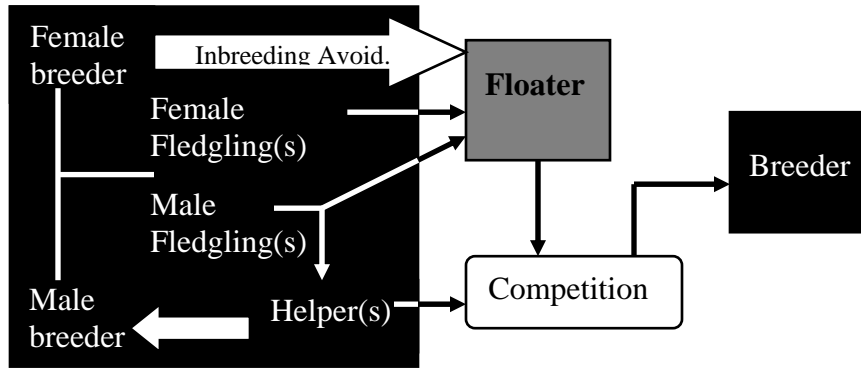 Female
breeder
Inbreeding Avoid.
Floater
Female
Fledgling(s)
Male
Fledgling(s)
Breeder
Male
breeder
Helper(s)
Competition